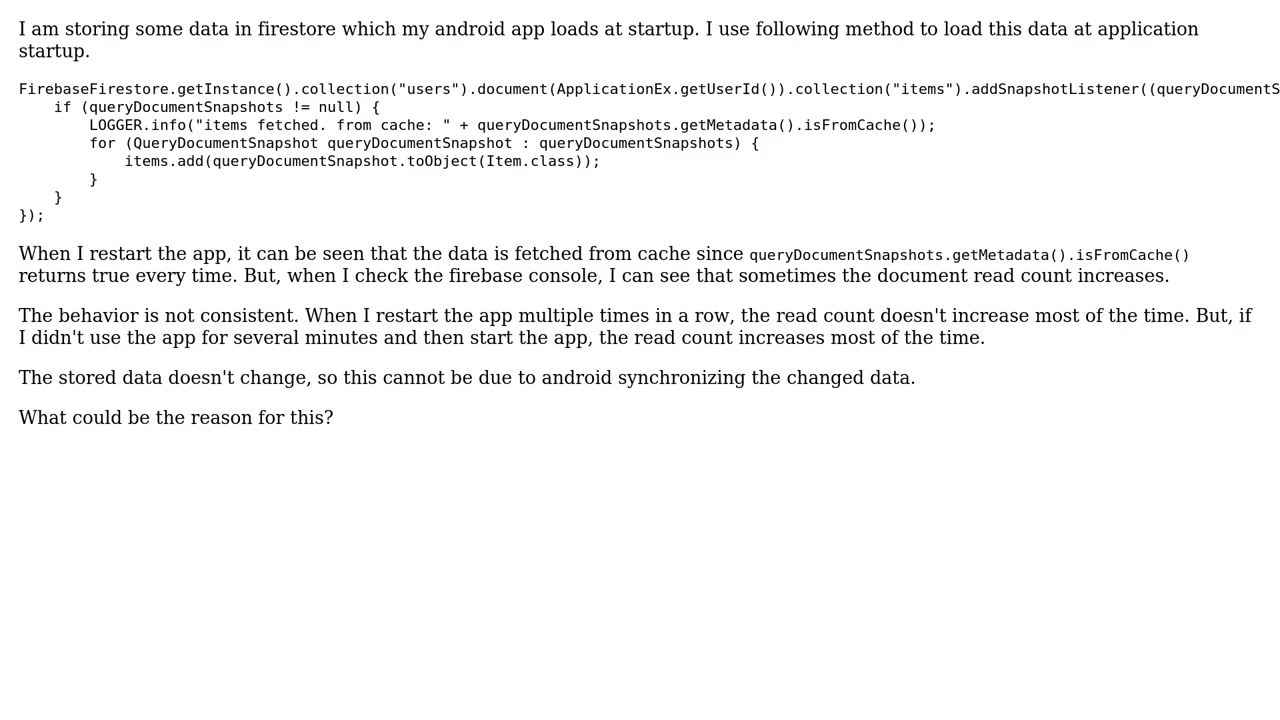 I am storing some data in firestore which my android app loads at startup. I use following method to load this data at application
startup.
FirebaseFirestore.getInstance().collection("users").document(ApplicationEx.getUserId()).collection("items").addSnapshotListener((queryDocumentS
    if (queryDocumentSnapshots != null) {
        LOGGER.info("items fetched. from cache: " + queryDocumentSnapshots.getMetadata().isFromCache());
        for (QueryDocumentSnapshot queryDocumentSnapshot : queryDocumentSnapshots) {
            items.add(queryDocumentSnapshot.toObject(Item.class));
        }
    }
});
When I restart the app, it can be seen that the data is fetched from cache since queryDocumentSnapshots.getMetadata().isFromCache()
returns true every time. But, when I check the firebase console, I can see that sometimes the document read count increases.
The behavior is not consistent. When I restart the app multiple times in a row, the read count doesn't increase most of the time. But, if
I didn't use the app for several minutes and then start the app, the read count increases most of the time.
The stored data doesn't change, so this cannot be due to android synchronizing the changed data.
What could be the reason for this?